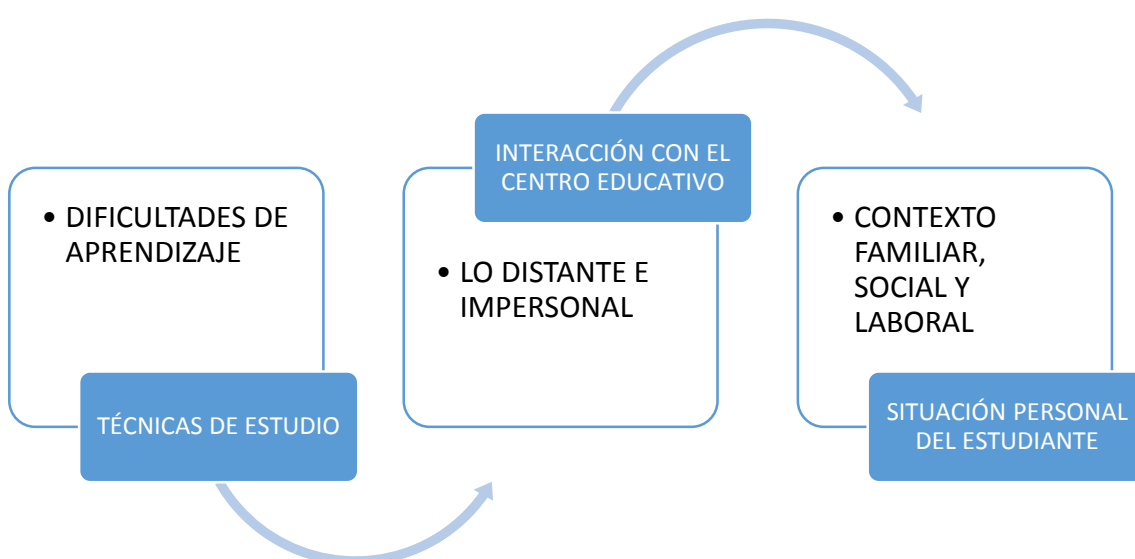 • DIFICULTADES DE
APRENDIZAJE
TÉCNICAS DE ESTUDIO
INTERACCIÓN CON EL
CENTRO EDUCATIVO
• LO DISTANTE E
IMPERSONAL
• CONTEXTO
FAMILIAR,
SOCIAL Y
LABORAL
SITUACIÓN PERSONAL
DEL ESTUDIANTE